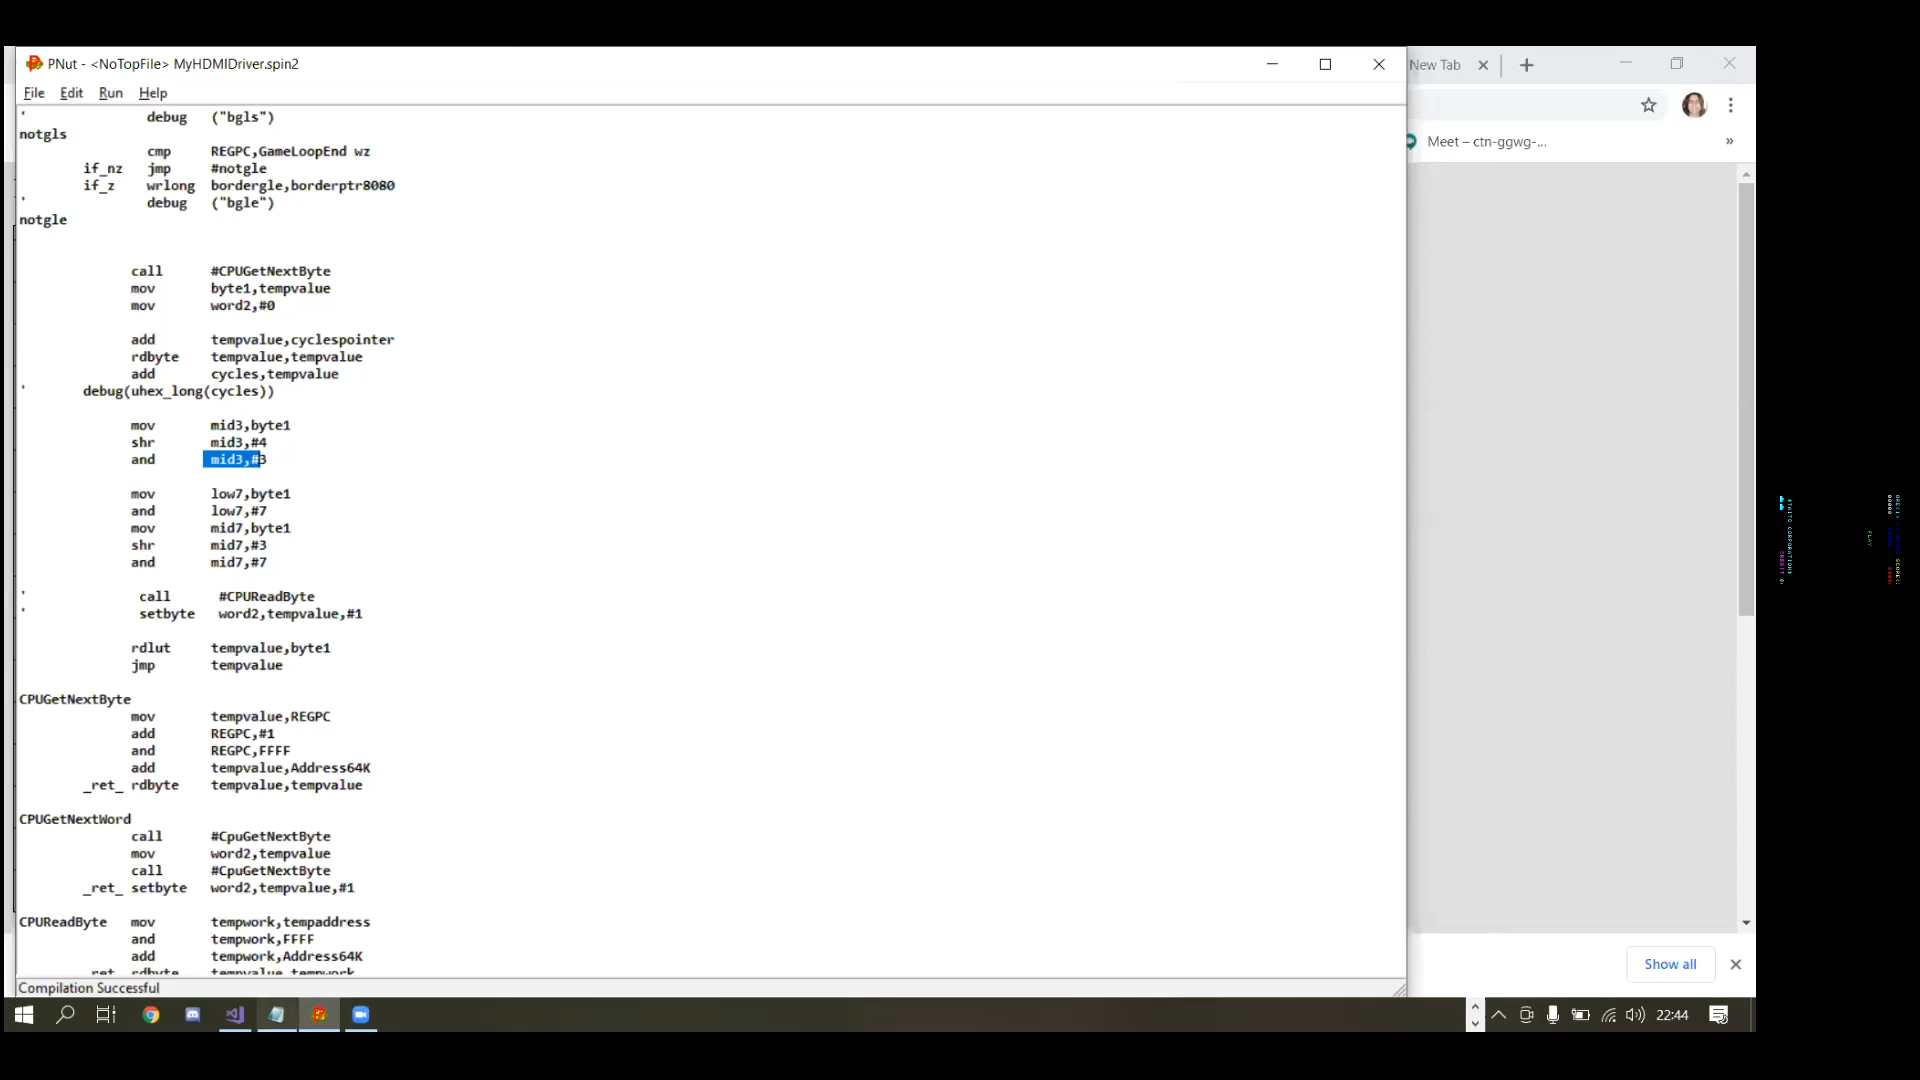 PNut - <NoTopFile> MyHDMIDriver.spin2
File Edit Run Help
' debug ("bgls")
notgls
cmp REGPC,GameLoopEnd wz
if_nz jmp #notgle
if_z wrlong bordergle,borderptr8080
' debug ("bgle")
notgle
call #CPUGetNextByte
mov byte1,tempvalue
mov word2,#0
add tempvalue,cyclespointer
rdbyte tempvalue,tempvalue
add cycles,tempvalue
' debug(uhex_long(cycles))
mov mid3,byte1
shr mid3,#4
and mid3,#3
mov low7,byte1
and low7,#7
mov mid7,byte1
shr mid7,#3
and mid7,#7
' call #CPUReadByte
' setbyte word2,tempvalue,#1
rdlut tempvalue,byte1
jmp tempvalue
CPUGetNextByte
mov tempvalue,REGPC
add REGPC,#1
and REGPC,FFFF
add tempvalue,Address64K
_ret_ rdbyte tempvalue,tempvalue
CPUGetNextWord
call #CpuGetNextByte
mov word2,tempvalue
call #CpuGetNextByte
_ret_ setbyte word2,tempvalue,#1
CPUReadByte mov tempwork,tempaddress
and tempwork,FFFF
add tempwork,Address64K
_ret_ rdbyte tempvalue,tempwork
Compilation Successful
New Tab
Meet – ctn-ggwg-...
»
Show all
22:44
PLAY